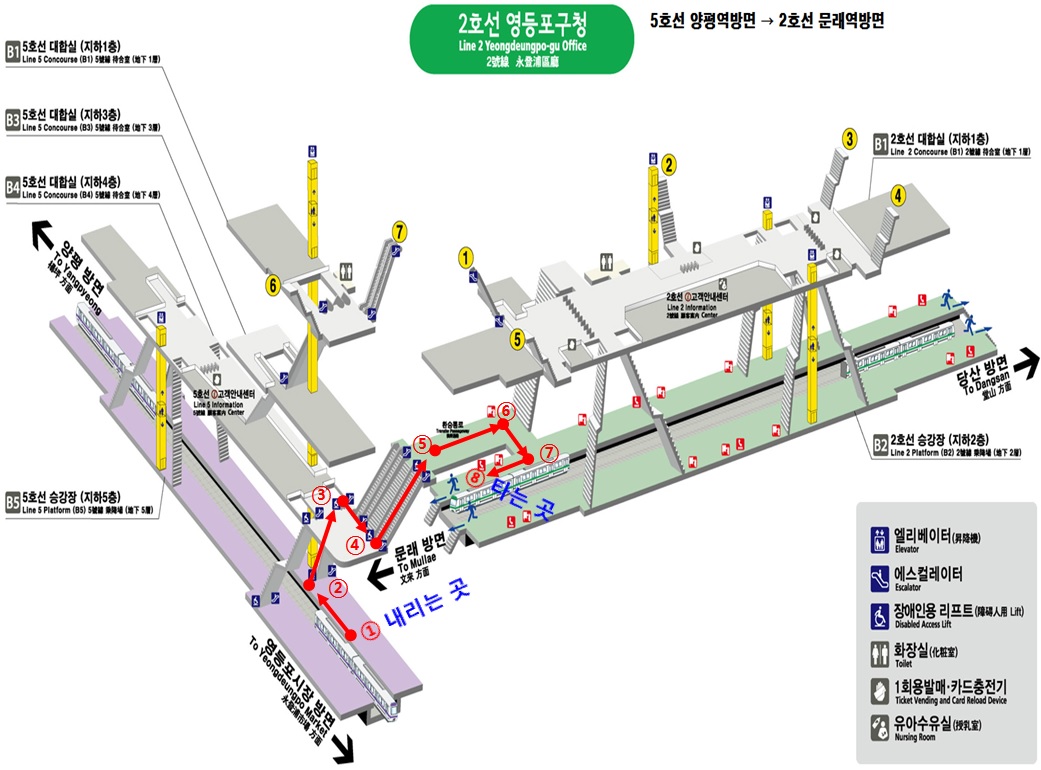 2호선 영등포구청
Line 2 Yeongdeungpo-gu Office
2號線 永登浦區廳
5호선 양평역방면 → 2호선 문래역방면
B1 5호선 대합실 (지하1층)
Line 5 Concourse (B1) 5號線 待合室 (地下 1層)
B3 5호선 대합실 (지하3층)
Line 5 Concourse (B3) 5號線 待合室 (地下 3層)
B4 5호선 대합실 (지하4층)
Line 5 Concourse (B4) 5號線 待合室 (地下 4層)
B1 2호선 대합실 (지하1층)
Line 2 Concourse (B1) 2號線 待合室 (地下 1層)
양평 방면
To Yangpyeong
楊坪 方面
1
2
3
4
5
6
7
2호선 고객안내센터
Line 2 Information Center
2號線 顧客案內 Center
5호선 고객안내센터
Line 5 Information
5號線 顧客案內 Center
환승통로
Transfer Passageway
당산 방면
To Dangsan
堂山 方面
B2 2호선 승강장 (지하2층)
Line 2 Platform (B2) 2號線 乘降場 (地下 2層)
B5 5호선 승강장 (지하5층)
Line 5 Platform (B5) 5號線 乘降場 (地下 5層)
①
②
③
④
⑤
⑥
⑦
⑧
타는 곳
문래 방면
To Mullae
文來 方面
내리는 곳
영등포시장 방면
To Yeongdeungpo Market
永登浦市場 方面
엘리베이터(昇降機)
Elevator
에스컬레이터
Escalator
장애인용 리프트(障碍人用 Lift)
Disabled Access Lift
화장실(化粧室)
Toilet
1회용발매·카드충전기
Ticket Vending and Card Reload Device
유아수유실(授乳室)
Nursing Room